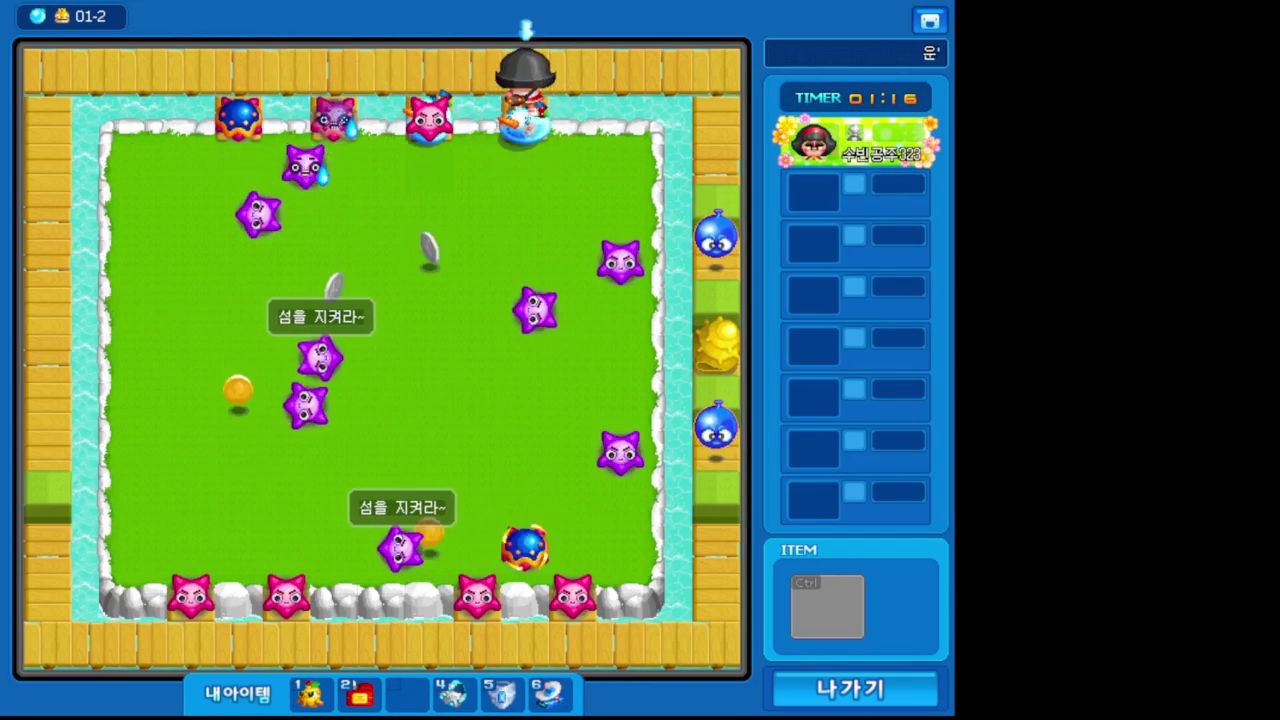 01-2
운'
TIMER 01:16
수빈공주323
섬을 지켜라~
섬을 지켜라~
ITEM
Ctrl
내아이템 1 2 4 5 6
나가기